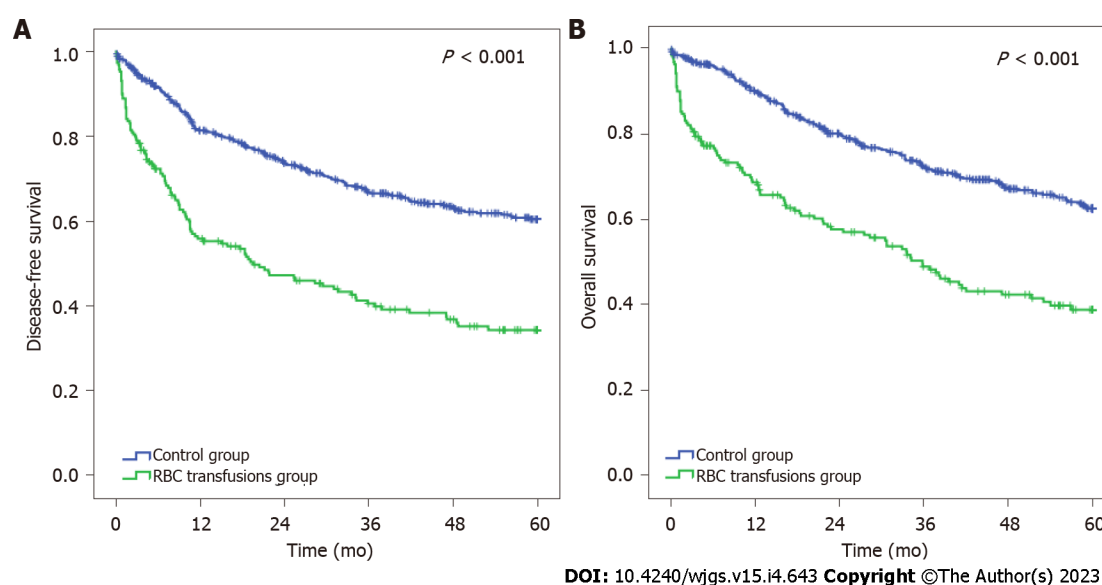 A
P < 0.001
1.0
0.8
0.6
0.4
0.2
0.0
Disease-free survival
Control group
RBC transfusions group
0 12 24 36 48 60
Time (mo)
B
P < 0.001
1.0
0.8
0.6
0.4
0.2
0.0
Overall survival
Control group
RBC transfusions group
0 12 24 36 48 60
Time (mo)
DOI: 10.4240/wjgs.v15.i4.643 Copyright ©The Author(s) 2023